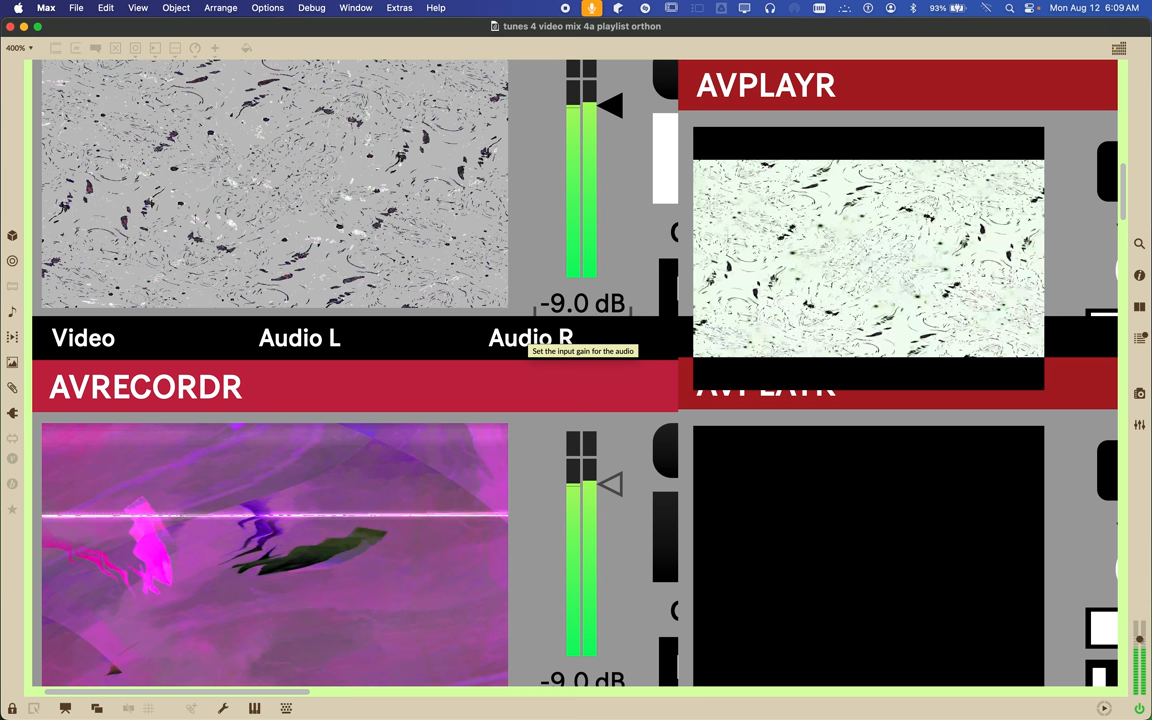 Max File Edit View Object Arrange Options Debug Window Extras Help 93% Mon Aug 12 6:09 AM
tunes 4 video mix 4a playlist orthon
400%
AVPLAYR
-9.0 dB
Video Audio L Audio R
Set the input gain for the audio
AVRECORDR
AVPLAYR
-9.0 dB